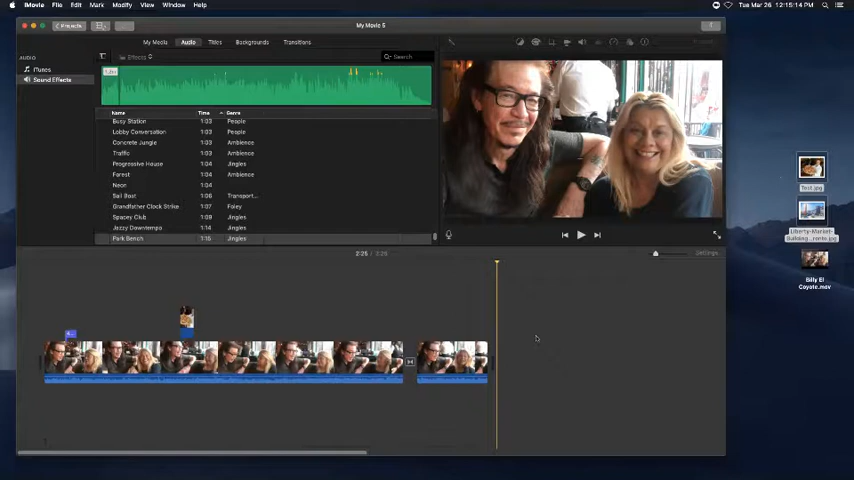 iMovie File Edit Mark Modify View Window Help
Tue Mar 26 12:15:14 PM
Projects
My Movie 5
My Media Audio Titles Backgrounds Transitions
AUDIO
iTunes
Sound Effects
Effects
Search
Name Time Genre
Busy Station 1:03 People
Lobby Conversation 1:03 Ambience
Concrete Jungle 1:03 Ambience
Traffic 1:03 Ambience
Progressive House 1:04 Jingles
Forest 1:04 Ambience
Neon 1:04
Sail Boat 1:06 Transport...
Grandfather Clock Strike 1:07 Foley
Spacey Club 1:09 Jingles
Jazzy Downtempo 1:14 Jingles
Park Bench 1:15 Jingles
Settings
Test.jpg
Liberty-Market-
Building
Billy El
Coyote.mov